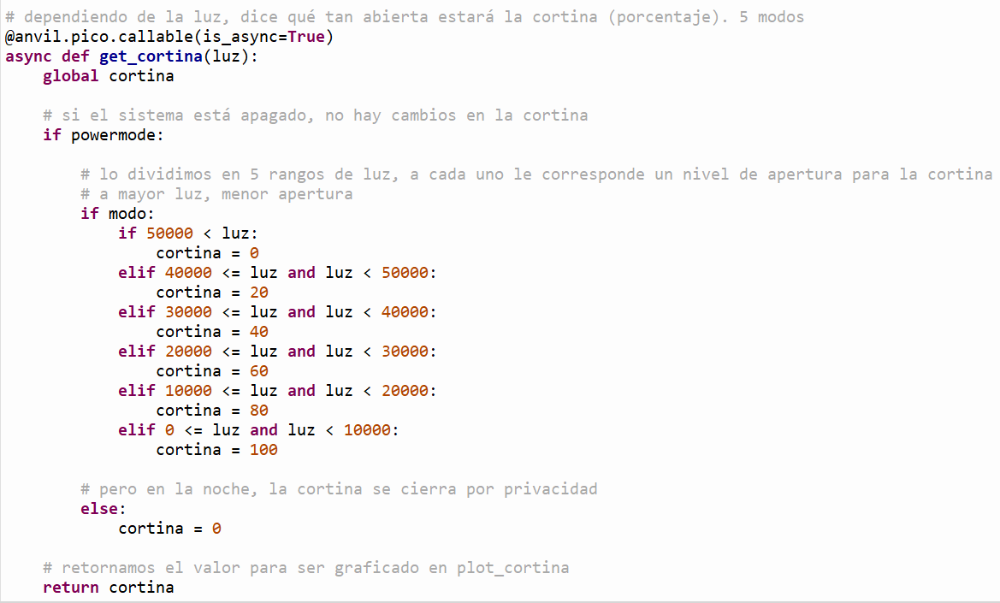 # dependiendo de la luz, dice qué tan abierta estará la cortina (porcentaje). 5 modos
@anvil.pico.callable(is_async=True)
async def get_cortina(luz):
    global cortina

    # si el sistema está apagado, no hay cambios en la cortina
    if powermode:

        # lo dividimos en 5 rangos de luz, a cada uno le corresponde un nivel de apertura para la cortina
        # a mayor luz, menor apertura
        if modo:
            if 50000 < luz:
                cortina = 0
            elif 40000 <= luz and luz < 50000:
                cortina = 20
            elif 30000 <= luz and luz < 40000:
                cortina = 40
            elif 20000 <= luz and luz < 30000:
                cortina = 60
            elif 10000 <= luz and luz < 20000:
                cortina = 80
            elif 0 <= luz and luz < 10000:
                cortina = 100

        # pero en la noche, la cortina se cierra por privacidad
        else:
            cortina = 0

    # retornamos el valor para ser graficado en plot_cortina
    return cortina